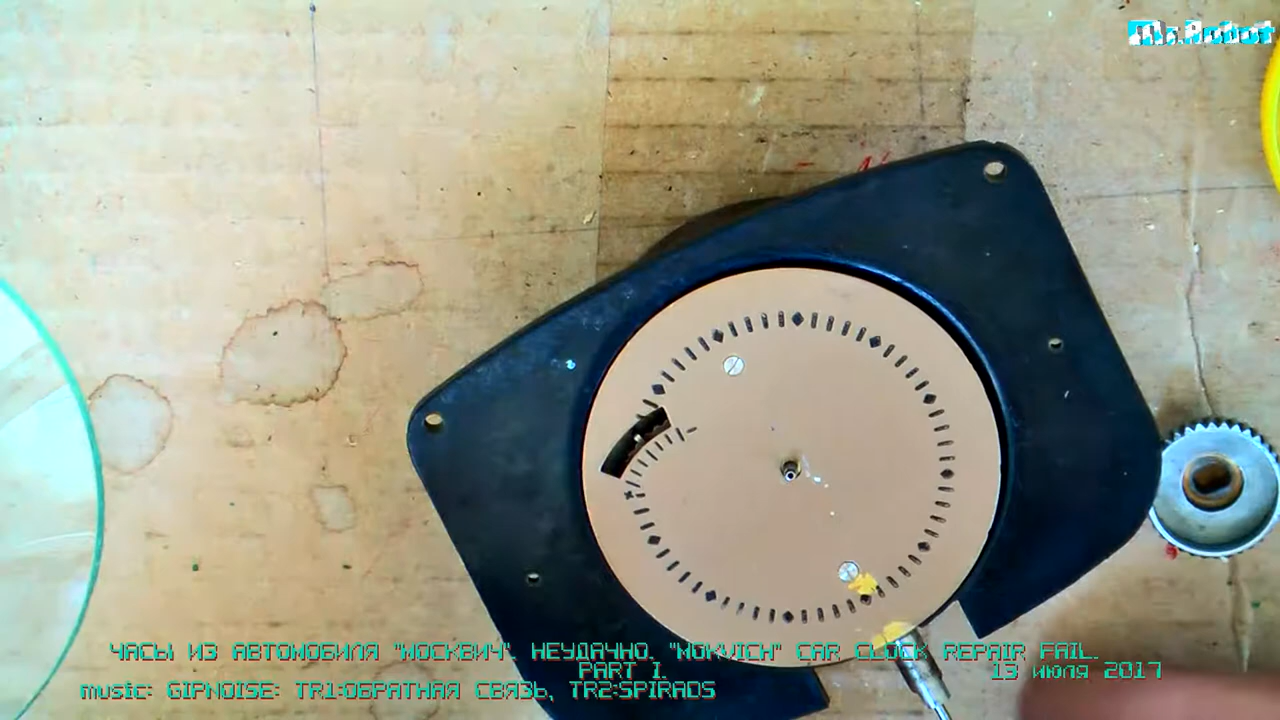 Mr.Robot
ЧАСЫ ИЗ АВТОМОБИЛЯ "МОСКВИЧ". НЕУДАЧНО. "MOKVICH" CAR CLOCK REPAIR FAIL.
PART 1.
13 июля 2017
music: GIPNOISE: TR1:ОБРАТНАЯ СВЯЗЬ, TR2:SPIRADS